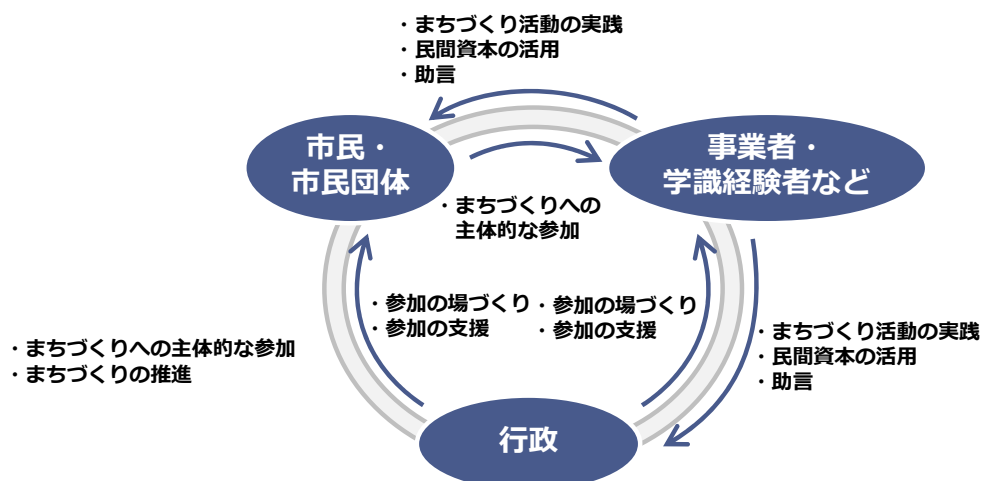 ・まちづくり活動の実践
・民間資本の活用
・助言
市民・
市民団体
事業者・
学識経験者など
・まちづくりへの
主体的な参加
・参加の場づくり
・参加の支援
・参加の場づくり
・参加の支援
・まちづくりへの主体的な参加
・まちづくりの推進
・まちづくり活動の実践
・民間資本の活用
・助言
行政